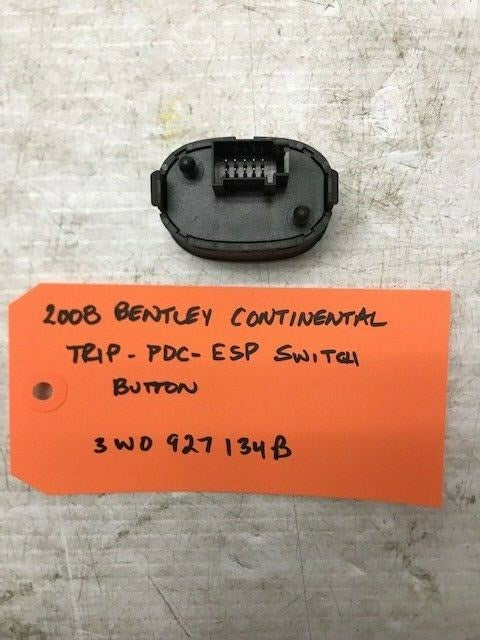 2008 BENTLEY CONTINENTAL
TRIP - PDC - ESP SWITCH
BUTTON
3W0 927 134B